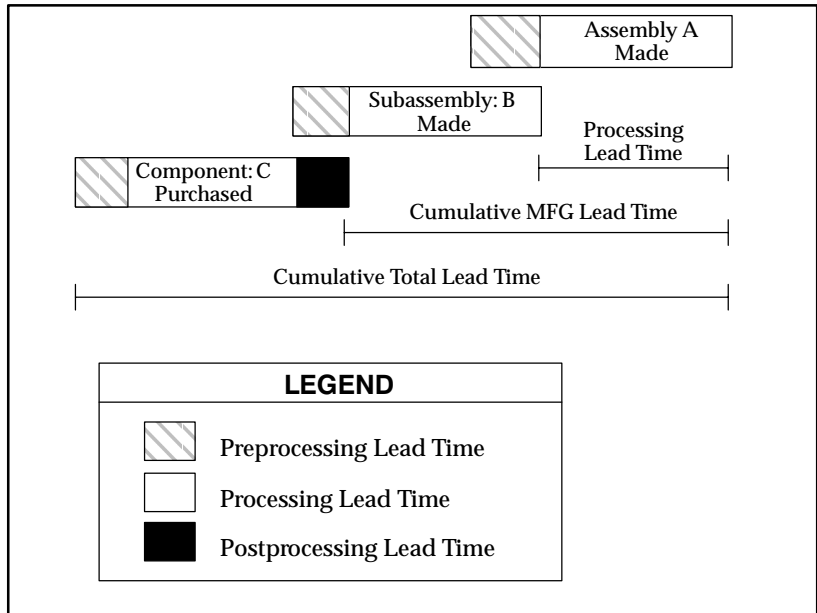 Assembly A
Made
Subassembly: B
Made
Processing
Lead Time
Component: C
Purchased
Cumulative MFG Lead Time
Cumulative Total Lead Time
LEGEND
Preprocessing Lead Time
Processing Lead Time
Postprocessing Lead Time